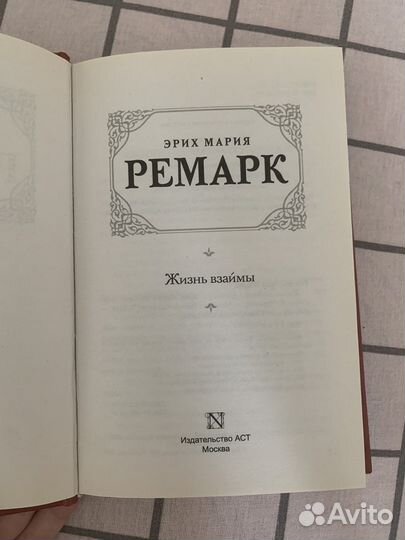 ЭРИХ МАРИЯ
РЕМАРК
Жизнь взаймы
N
Издательство АСТ
Москва
Avito